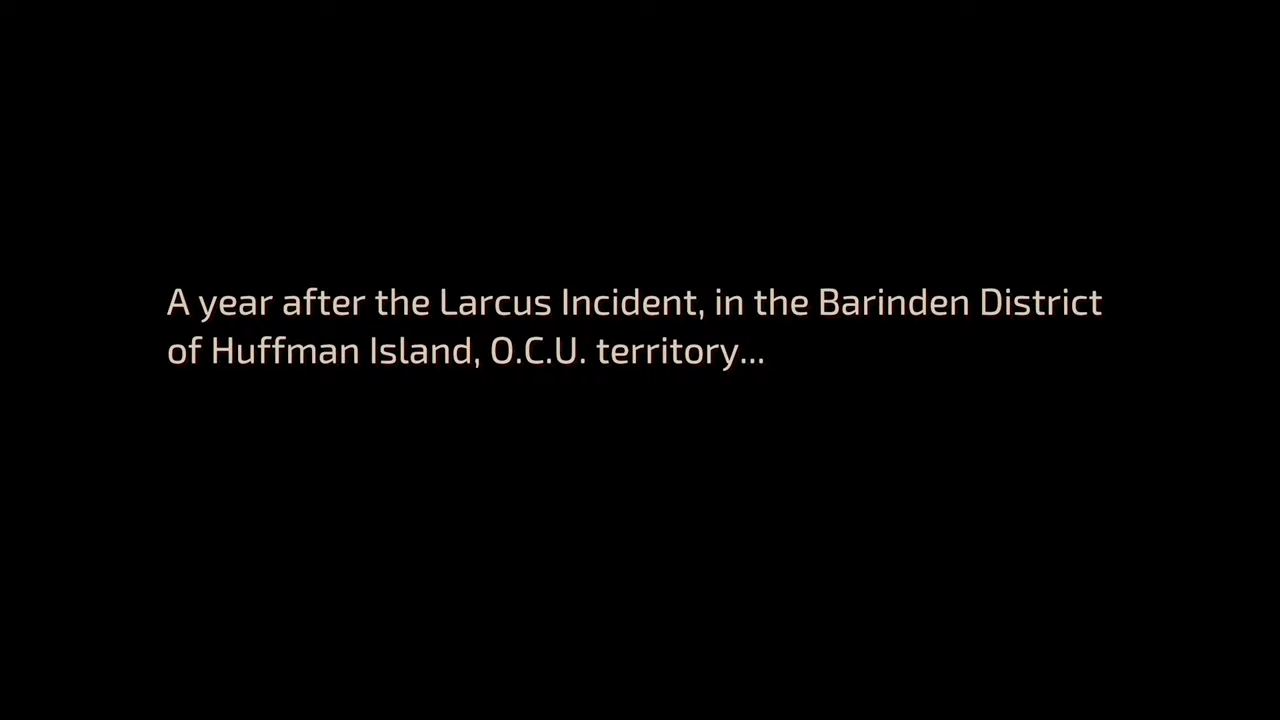 A year after the Larcus Incident, in the Barinden District
of Huffman Island, O.C.U. territory...